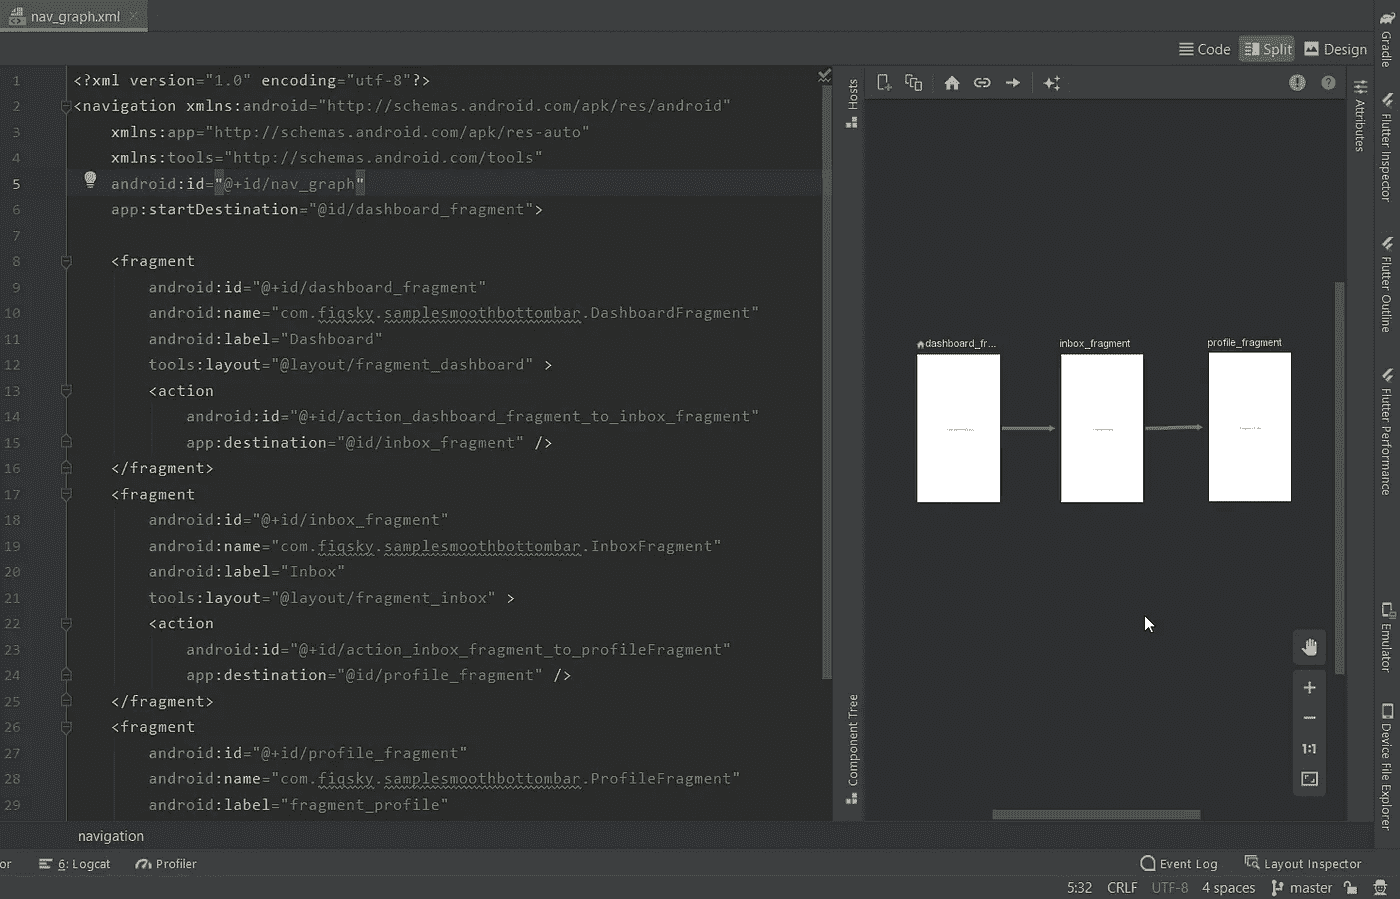 nav_graph.xml
Code Split Design
1 <?xml version="1.0" encoding="utf-8"?>
2 <navigation xmlns:android="http://schemas.android.com/apk/res/android"
3 xmlns:app="http://schemas.android.com/apk/res-auto"
4 xmlns:tools="http://schemas.android.com/tools"
5 android:id="@+id/nav_graph"
6 app:startDestination="@id/dashboard_fragment">
7
8 <fragment
9 android:id="@+id/dashboard_fragment"
10 android:name="com.fiqsky.samplesmoothbottombar.DashboardFragment"
11 android:label="Dashboard"
12 tools:layout="@layout/fragment_dashboard" >
13 <action
14 android:id="@+id/action_dashboard_fragment_to_inbox_fragment"
15 app:destination="@id/inbox_fragment" />
16 </fragment>
17 <fragment
18 android:id="@+id/inbox_fragment"
19 android:name="com.fiqsky.samplesmoothbottombar.InboxFragment"
20 android:label="Inbox"
21 tools:layout="@layout/fragment_inbox" >
22 <action
23 android:id="@+id/action_inbox_fragment_to_profileFragment"
24 app:destination="@id/profile_fragment" />
25 </fragment>
26 <fragment
27 android:id="@+id/profile_fragment"
28 android:name="com.fiqsky.samplesmoothbottombar.ProfileFragment"
29 android:label="fragment_profile"
Hosts
Component Tree
dashboard_fr...
inbox_fragment
profile_fragment
1:1
Attributes
Gradle
Flutter Inspector
Flutter Outline
Flutter Performance
Emulator
Device File Explorer
navigation
or 6: Logcat Profiler
Event Log Layout Inspector
5:32 CRLF UTF-8 4 spaces master